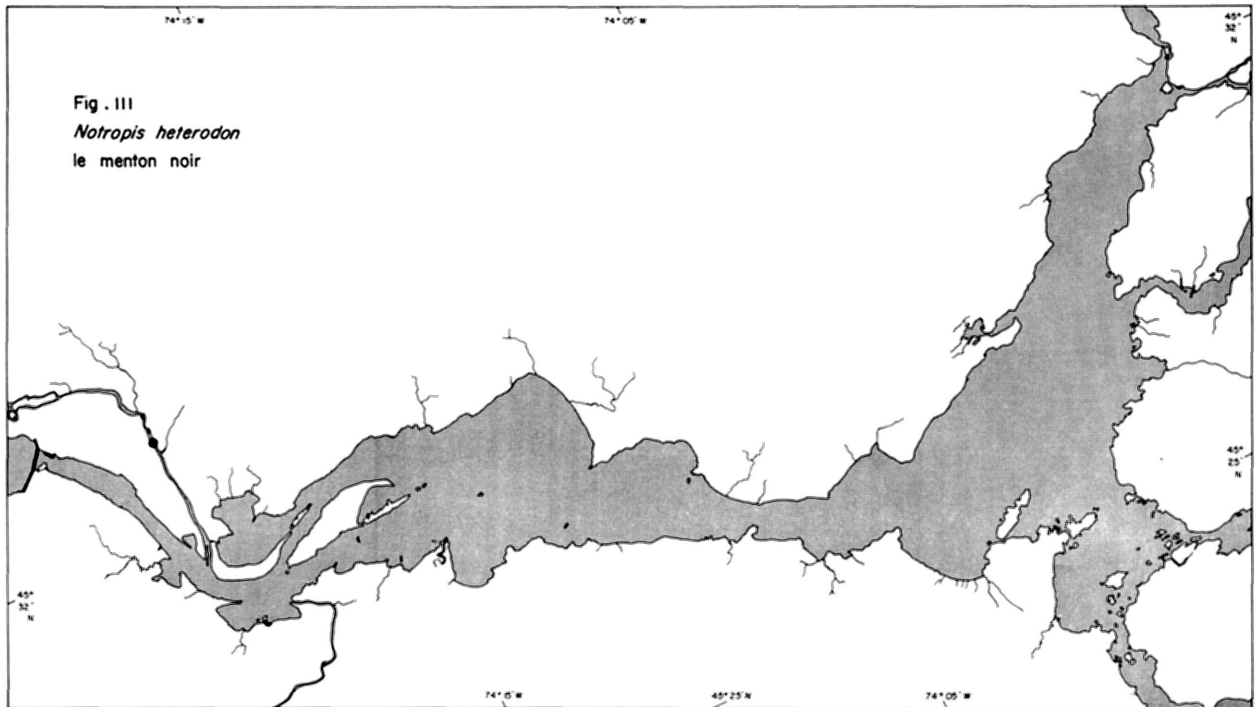 74° 15' W
74° 05' W
45°
32'
N
Fig. 111
Notropis heterodon
le menton noir
45°
25'
N
45°
32'
N
74° 15' W
45° 25' N
74° 05' W